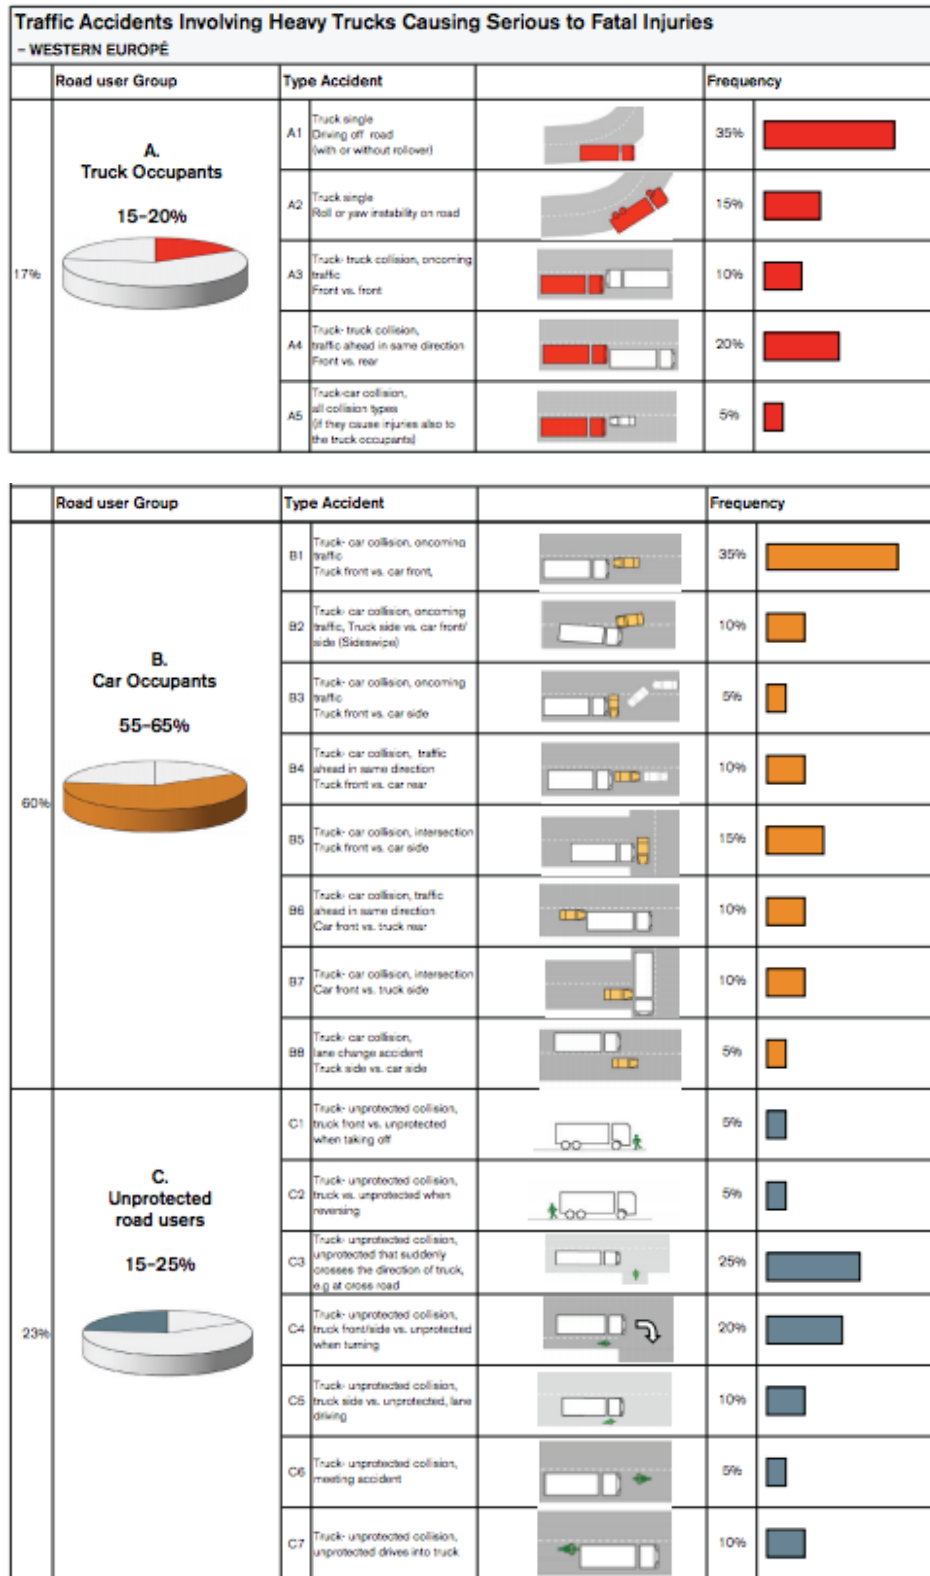 Traffic Accidents Involving Heavy Trucks Causing Serious to Fatal Injuries
– WESTERN EUROPÉ
Road user Group
Type Accident
Frequency
17%
A.
Truck Occupants
15–20%
A1
Truck single
Driving off road
(with or without rollover)
35%
A2
Truck single
Roll or yaw instability on road
15%
A3
Truck- truck collision, oncoming
traffic
Front vs. front
10%
A4
Truck- truck collision,
traffic ahead in same direction
Front vs. rear
20%
A5
Truck-car collision,
all collision types
(if they cause injuries also to
the truck occupants)
5%
Road user Group
Type Accident
Frequency
60%
B.
Car Occupants
55–65%
B1
Truck- car collision, oncoming
traffic
Truck front vs. car front,
35%
B2
Truck- car collision, oncoming
traffic, Truck side vs. car front/
side (Sideswipe)
10%
B3
Truck- car collision, oncoming
traffic
Truck front vs. car side
5%
B4
Truck- car collision, traffic
ahead in same direction
Truck front vs. car rear
10%
B5
Truck- car collision, intersection
Truck front vs. car side
15%
B6
Truck- car collision, traffic
ahead in same direction
Car front vs. truck rear
10%
B7
Truck- car collision, intersection
Car front vs. truck side
10%
B8
Truck- car collision,
lane change accident
Truck side vs. car side
5%
23%
C.
Unprotected
road users
15–25%
C1
Truck- unprotected collision,
truck front vs. unprotected
when taking off
5%
C2
Truck- unprotected collision,
truck vs. unprotected when
reversing
5%
C3
Truck- unprotected collision,
unprotected that suddenly
crosses the direction of truck,
e.g at cross road
25%
C4
Truck- unprotected collision,
truck front/side vs. unprotected
when turning
20%
C5
Truck- unprotected collision,
truck side vs. unprotected, lane
driving
10%
C6
Truck- unprotected collision,
meeting accident
5%
C7
Truck- unprotected collision,
unprotected drives into truck
10%